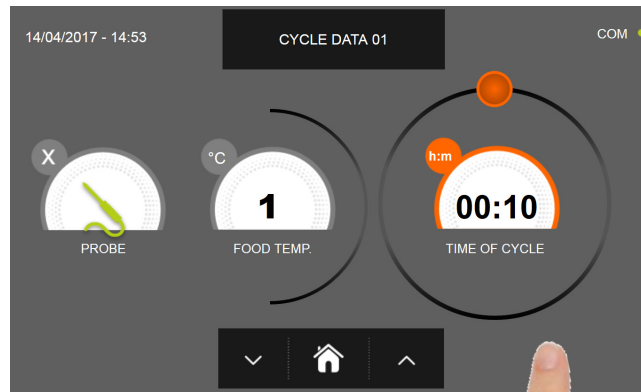 14/04/2017 - 14:53
CYCLE DATA 01
COM
X
°C
h:m
1
00:10
PROBE
FOOD TEMP.
TIME OF CYCLE